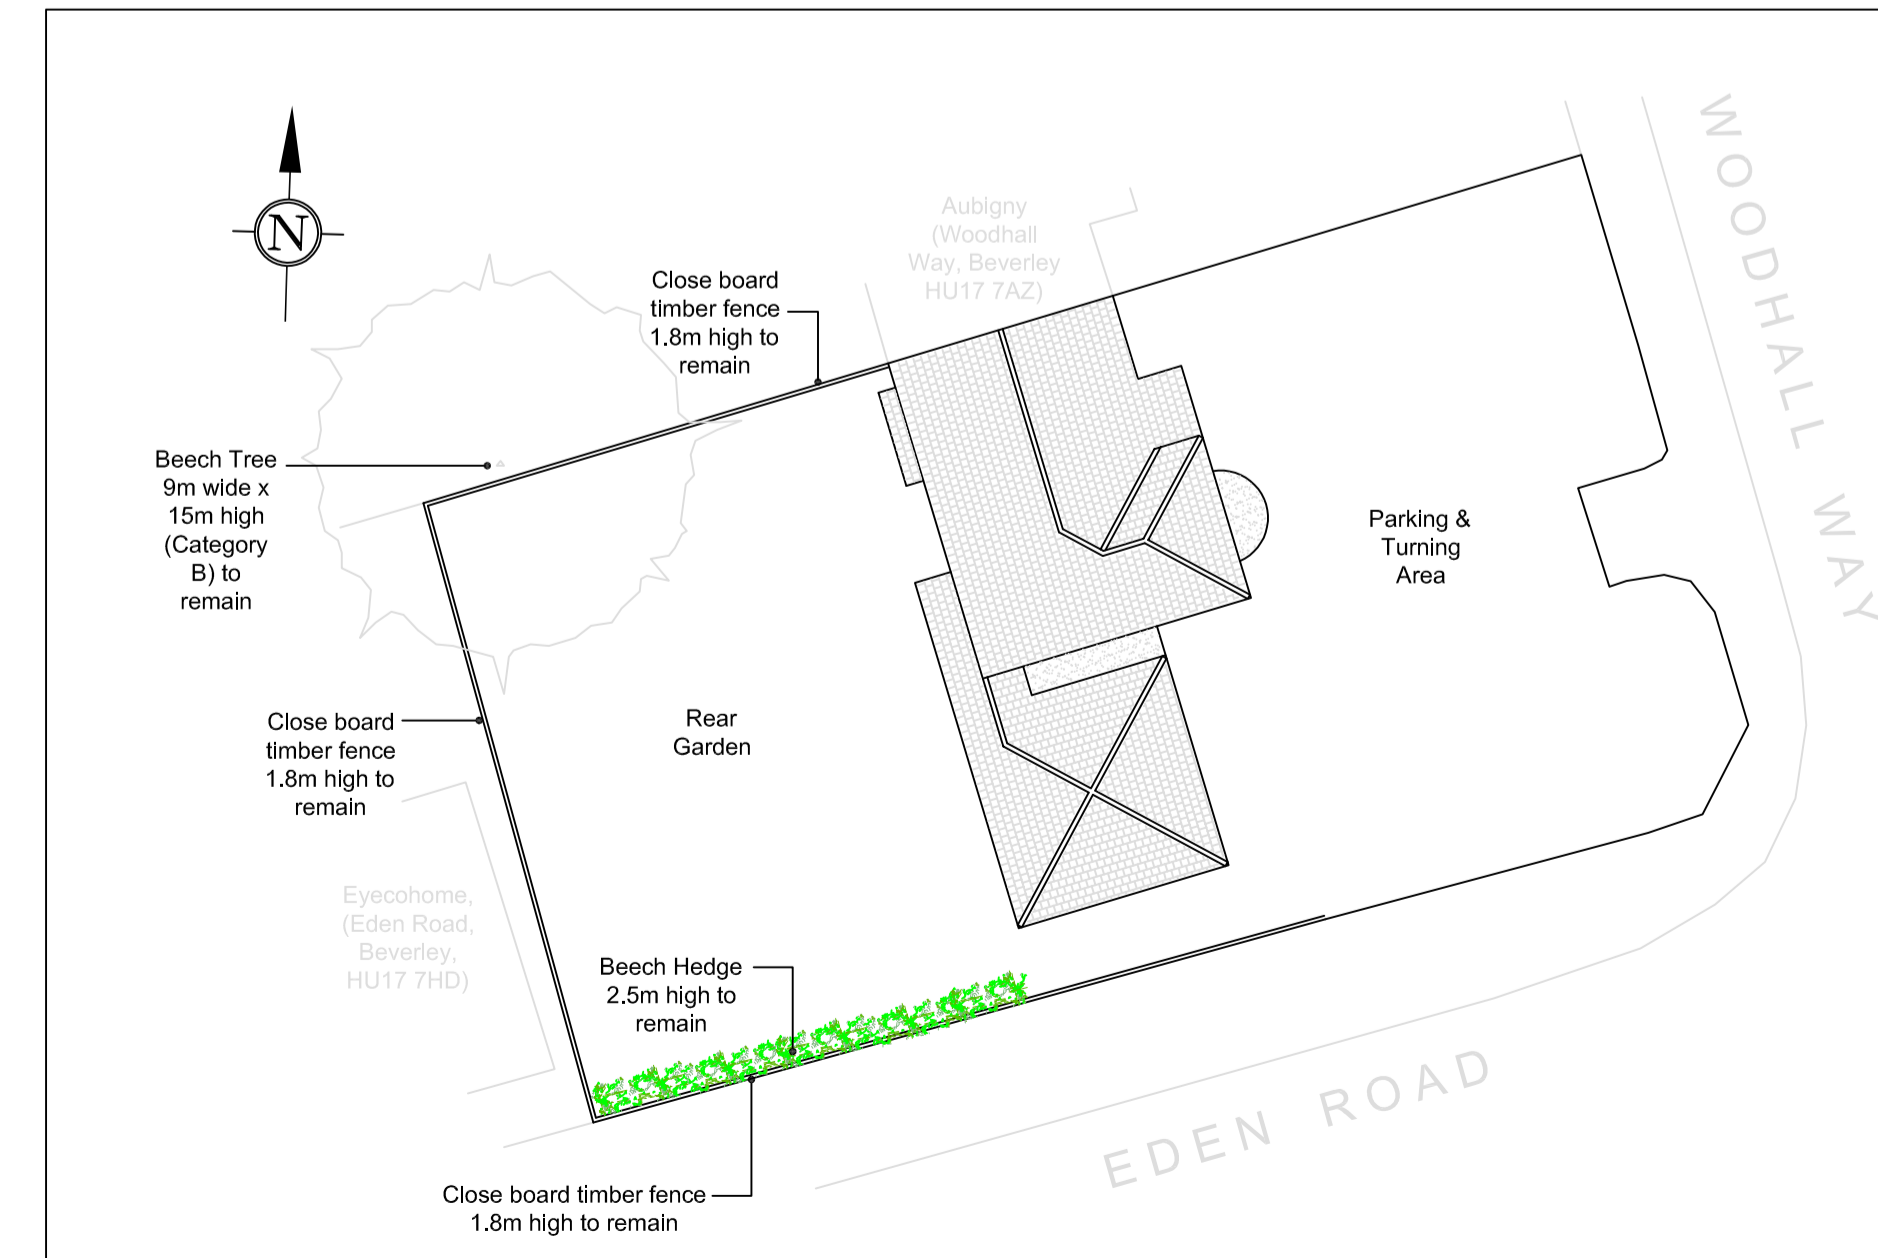 N
Aubigny
(Woodhall
Way, Beverley
HU17 7AZ)
WOODHALL WAY
Close board
timber fence
1.8m high to
remain
Beech Tree
9m wide x
15m high
(Category
B) to
remain
Parking &
Turning
Area
Close board
timber fence
1.8m high to
remain
Rear
Garden
Eyecohome,
(Eden Road,
Beverley,
HU17 7HD)
Beech Hedge
2.5m high to
remain
EDEN ROAD
Close board timber fence
1.8m high to remain